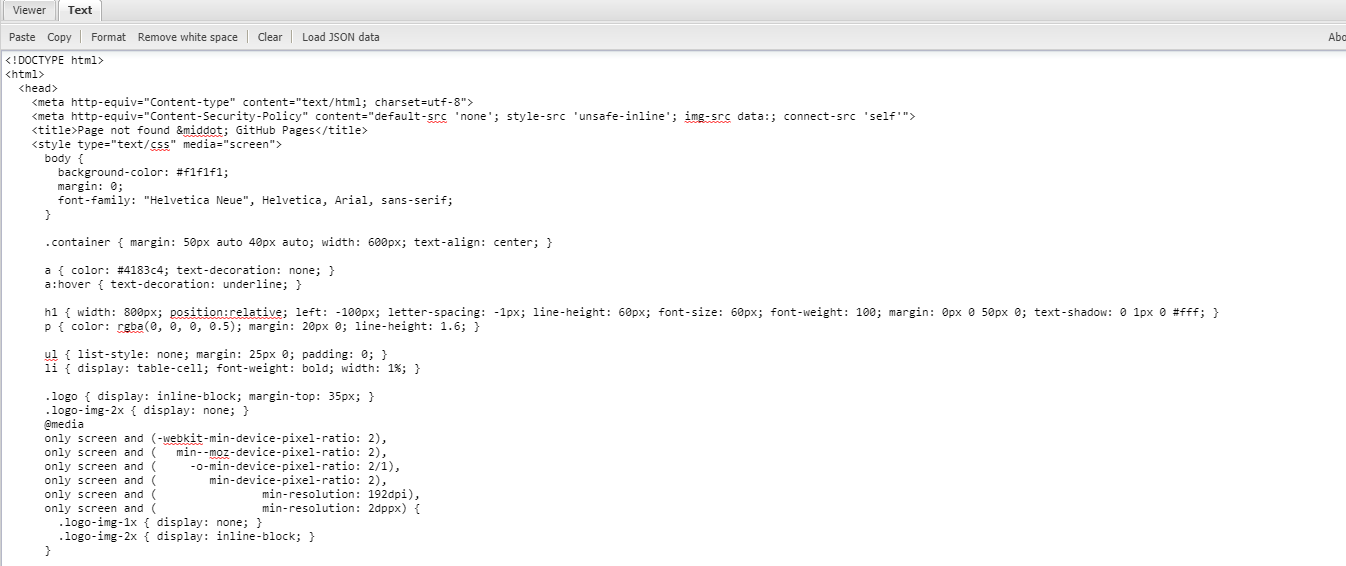 Viewer Text
Paste Copy Format Remove white space Clear Load JSON data Abo
<!DOCTYPE html>
<html>
  <head>
    <meta http-equiv="Content-type" content="text/html; charset=utf-8">
    <meta http-equiv="Content-Security-Policy" content="default-src 'none'; style-src 'unsafe-inline'; img-src data:; connect-src 'self'">
    <title>Page not found &middot; GitHub Pages</title>
    <style type="text/css" media="screen">
      body {
        background-color: #f1f1f1;
        margin: 0;
        font-family: "Helvetica Neue", Helvetica, Arial, sans-serif;
      }

      .container { margin: 50px auto 40px auto; width: 600px; text-align: center; }

      a { color: #4183c4; text-decoration: none; }
      a:hover { text-decoration: underline; }

      h1 { width: 800px; position:relative; left: -100px; letter-spacing: -1px; line-height: 60px; font-size: 60px; font-weight: 100; margin: 0px 0 50px 0; text-shadow: 0 1px 0 #fff; }
      p { color: rgba(0, 0, 0, 0.5); margin: 20px 0; line-height: 1.6; }

      ul { list-style: none; margin: 25px 0; padding: 0; }
      li { display: table-cell; font-weight: bold; width: 1%; }

      .logo { display: inline-block; margin-top: 35px; }
      .logo-img-2x { display: none; }
      @media
      only screen and (-webkit-min-device-pixel-ratio: 2),
      only screen and (   min--moz-device-pixel-ratio: 2),
      only screen and (     -o-min-device-pixel-ratio: 2/1),
      only screen and (        min-device-pixel-ratio: 2),
      only screen and (                min-resolution: 192dpi),
      only screen and (                min-resolution: 2dppx) {
        .logo-img-1x { display: none; }
        .logo-img-2x { display: inline-block; }
      }